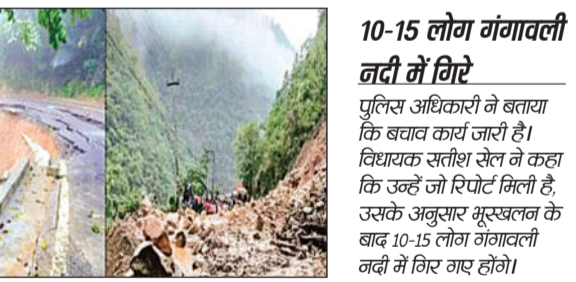 10-15 लोग गंगावली
नदी में गिरे
पुलिस अधिकारी ने बताया
कि बचाव कार्य जारी है।
विधायक सतीश सेल ने कहा
कि उन्हें जो रिपोर्ट मिली है,
उसके अनुसार भूस्खलन के
बाद 10-15 लोग गंगावली
नदी में गिर गए होंगे।